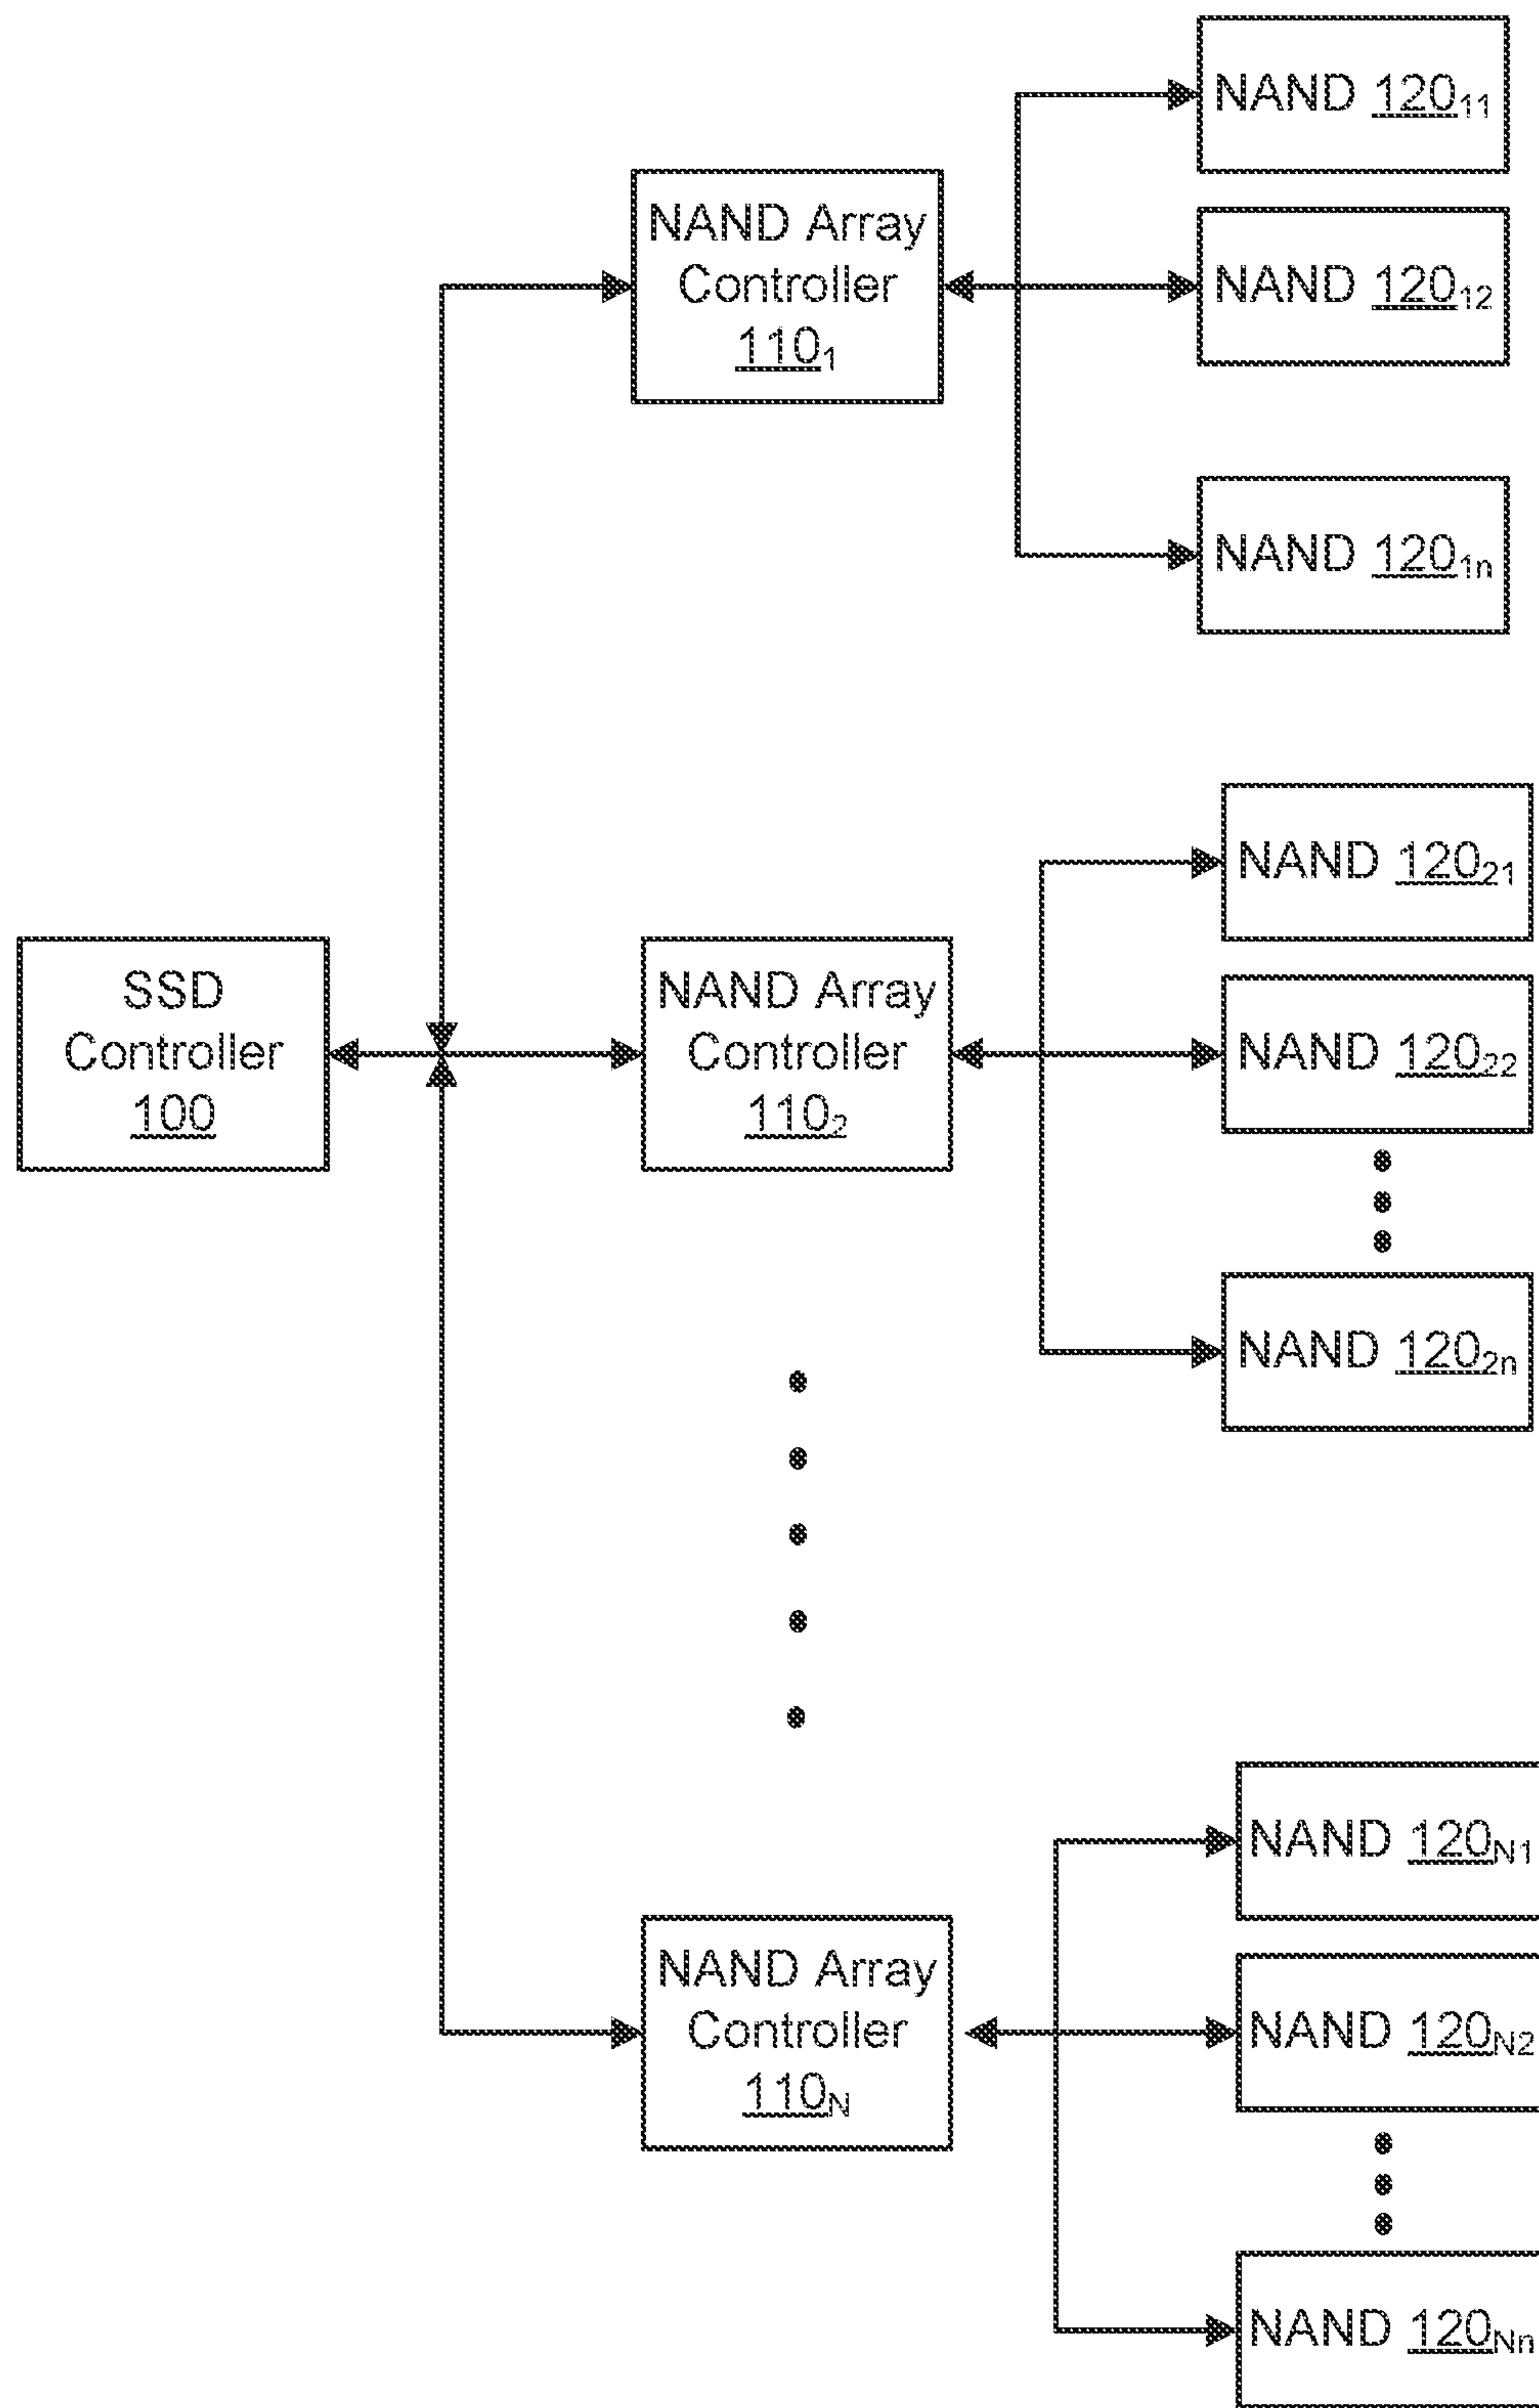 NAND 120₁₁
NAND Array
Controller
110₁
NAND 120₁₂
NAND 120₁ₙ
NAND 120₂₁
SSD
Controller
100
NAND Array
Controller
110₂
NAND 120₂₂
NAND 120₂ₙ
NAND 120N1
NAND Array
Controller
110N
NAND 120N2
NAND 120Nn